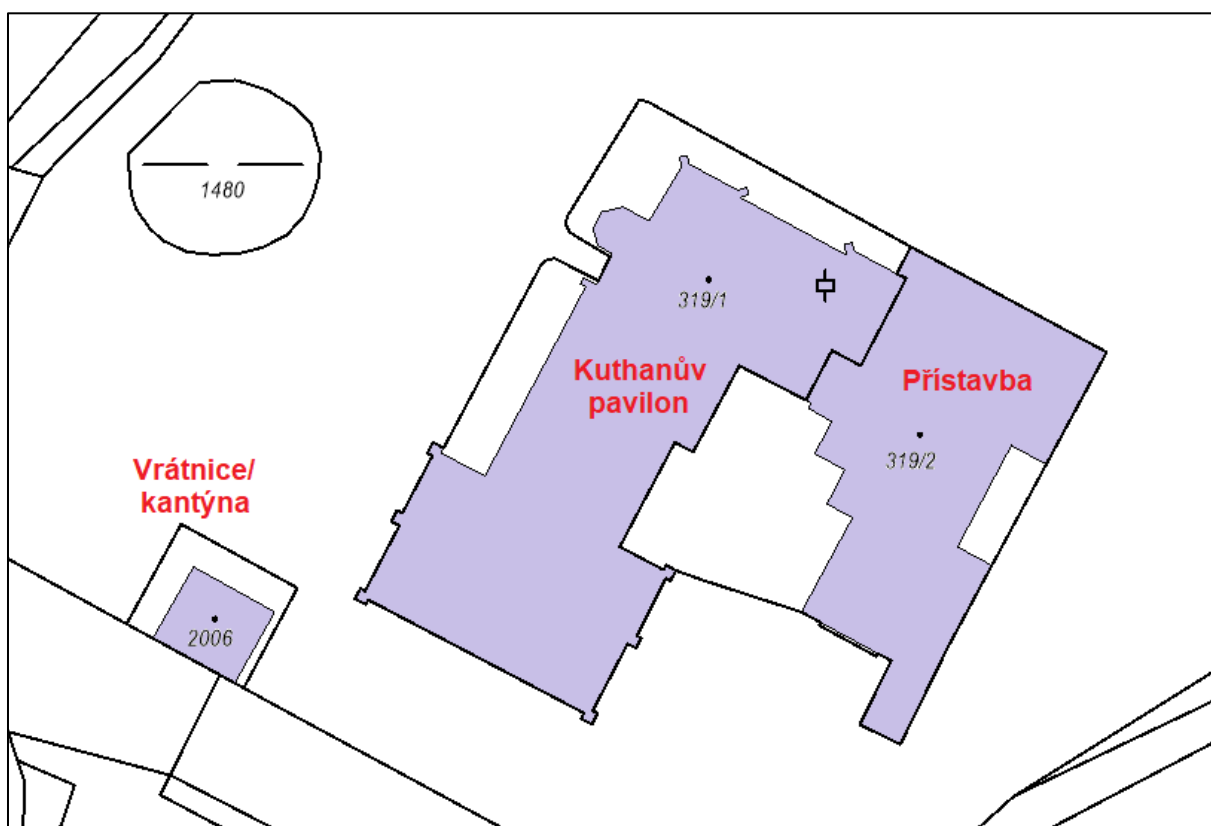 1480
319/1
Kuthanův
pavilon
Přístavba
319/2
Vrátnice/
kantýna
2006